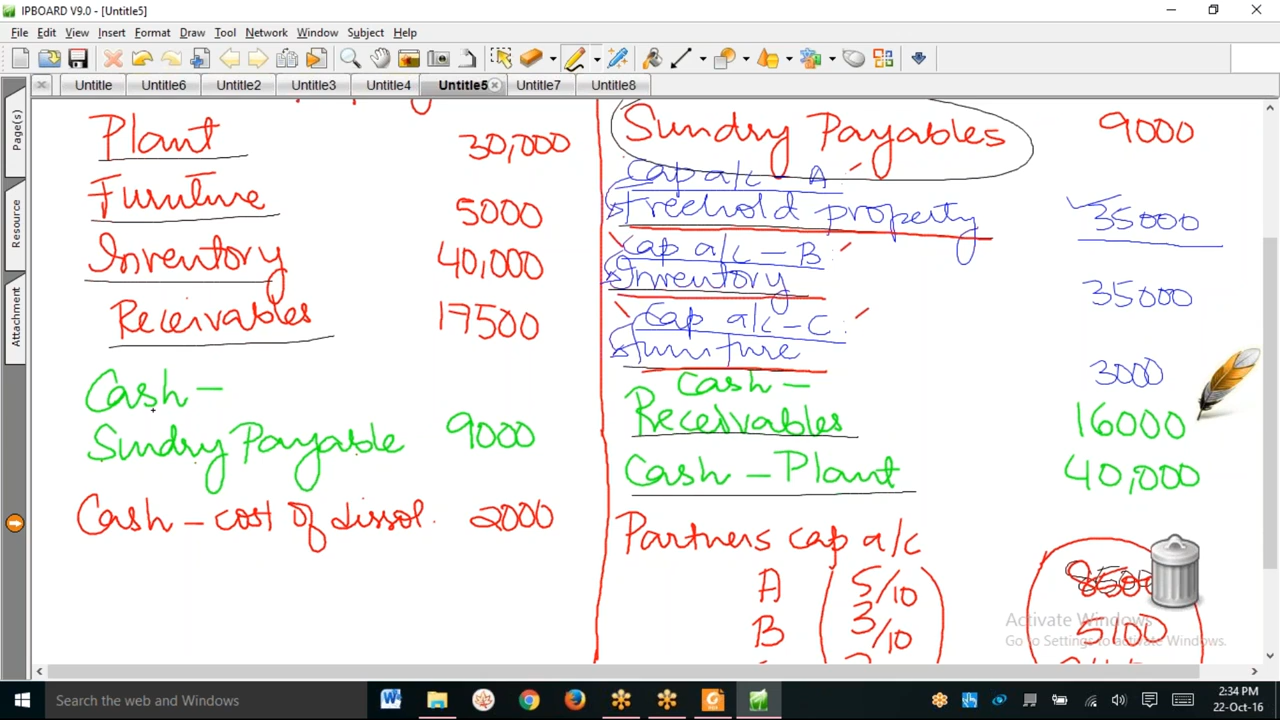 IPBOARD V9.0 - [Untitle5]
File Edit View Insert Format Draw Tool Network Window Subject Help
Untitle Untitle6 Untitle2 Untitle3 Untitle4 Untitle5 Untitle7 Untitle8
Page(s)
Resource
Attachment
Plant 30,000
Furniture 5000
Inventory 40,000
Receivables 17500
Cash –
Sundry Payable 9000
Cash – cost of dissol. 2000
Sundry Payables 9000
Cap a/c – A
Freehold property 35000
Cap a/c – B
Inventory 35000
Cap a/c – C
Furniture 3000
Cash –
Receivables 16000
Cash – Plant 40,000
Partners cap a/c
A 5/10
B 3/10 5100
Activate Windows
Go to Settings to activate Windows.
Search the web and Windows
2:34 PM
22-Oct-16